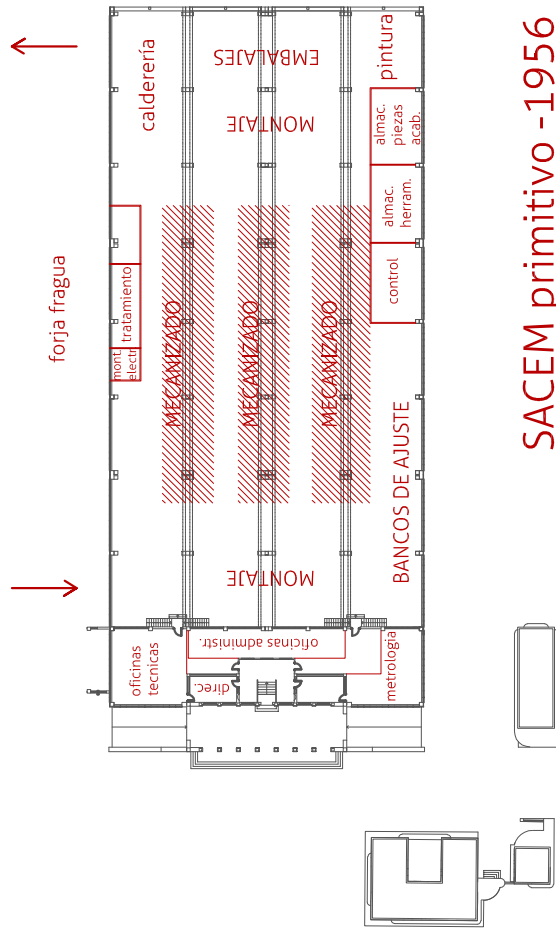 SACEM primitivo -1956
forja fragua
calderería
EMBALAJES
pintura
MONTAJE
almac.
piezas
acab.
almac.
herram.
control
tratamiento
mont.
electr
MECANIZADO
MECANIZADO
MECANIZADO
BANCOS DE AJUSTE
MONTAJE
oficinas
tecnicas
oficinas administr.
direc.
metrologia